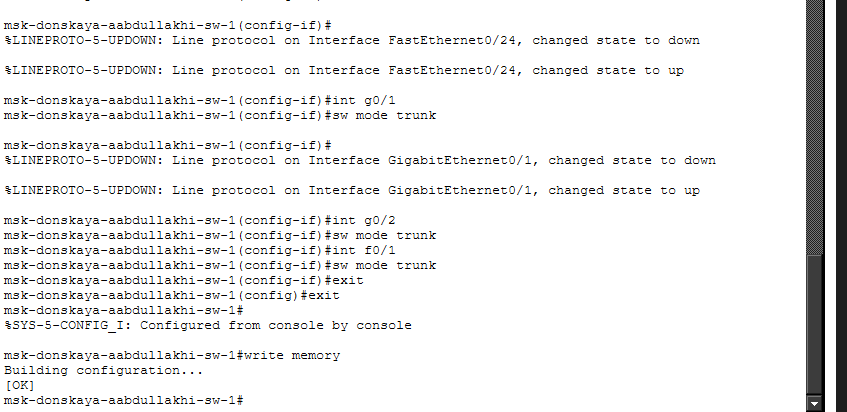 msk-donskaya-aabdullakhi-sw-1(config-if)#
%LINEPROTO-5-UPDOWN: Line protocol on Interface FastEthernet0/24, changed state to down
%LINEPROTO-5-UPDOWN: Line protocol on Interface FastEthernet0/24, changed state to up
msk-donskaya-aabdullakhi-sw-1(config-if)#int g0/1
msk-donskaya-aabdullakhi-sw-1(config-if)#sw mode trunk
msk-donskaya-aabdullakhi-sw-1(config-if)#
%LINEPROTO-5-UPDOWN: Line protocol on Interface GigabitEthernet0/1, changed state to down
%LINEPROTO-5-UPDOWN: Line protocol on Interface GigabitEthernet0/1, changed state to up
msk-donskaya-aabdullakhi-sw-1(config-if)#int g0/2
msk-donskaya-aabdullakhi-sw-1(config-if)#sw mode trunk
msk-donskaya-aabdullakhi-sw-1(config-if)#int f0/1
msk-donskaya-aabdullakhi-sw-1(config-if)#sw mode trunk
msk-donskaya-aabdullakhi-sw-1(config-if)#exit
msk-donskaya-aabdullakhi-sw-1(config)#exit
msk-donskaya-aabdullakhi-sw-1#
%SYS-5-CONFIG_I: Configured from console by console
msk-donskaya-aabdullakhi-sw-1#write memory
Building configuration...
[OK]
msk-donskaya-aabdullakhi-sw-1#